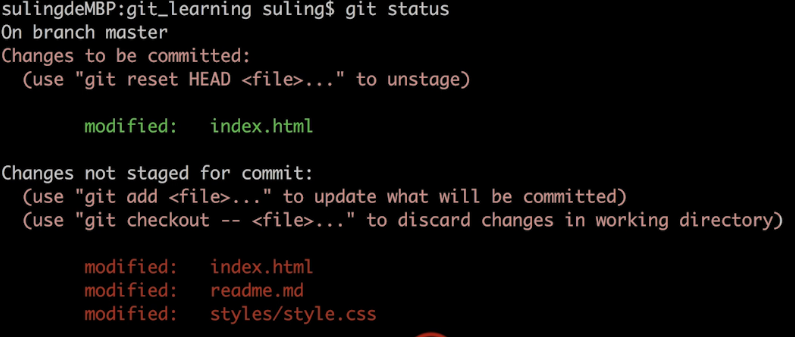 sulingdeMBP:git_learning suling$ git status
On branch master
Changes to be committed:
  (use "git reset HEAD <file>..." to unstage)

        modified:   index.html

Changes not staged for commit:
  (use "git add <file>..." to update what will be committed)
  (use "git checkout -- <file>..." to discard changes in working directory)

        modified:   index.html
        modified:   readme.md
        modified:   styles/style.css